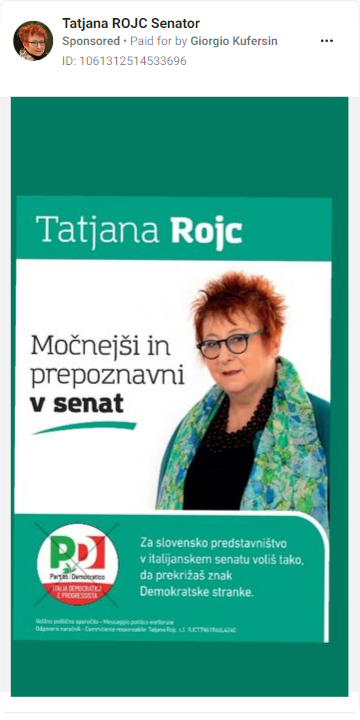 Tatjana ROJC Senator
Sponsored • Paid for by Giorgio Kufersin
ID: 1061312514533696
Tatjana Rojc
Močnejši in
prepoznavni
v senat
PD
Partito Democratico
ITALIA DEMOCRATICA
E PROGRESSISTA
Za slovensko predstavništvo
v italijanskem senatu voliš tako,
da prekrižaš znak
Demokratske stranke.
Volilno politično sporočilo - Messaggio politico elettorale
Odgovorni naročnik - Committente responsabile Tatjana Rojc